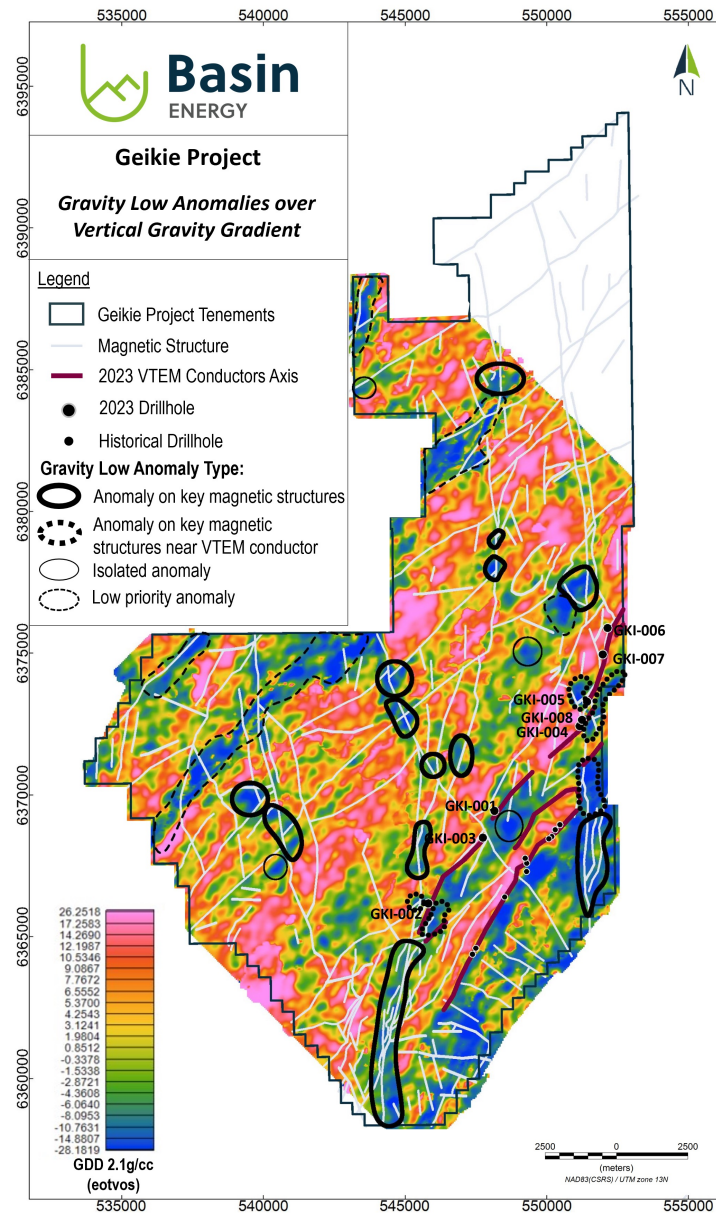 535000 540000 545000 550000 555000
6395000
6390000
6385000
6380000
6375000
6370000
6365000
6360000
Basin
ENERGY
N
Geikie Project
Gravity Low Anomalies over
Vertical Gravity Gradient
Legend
Geikie Project Tenements
Magnetic Structure
2023 VTEM Conductors Axis
2023 Drillhole
Historical Drillhole
Gravity Low Anomaly Type:
Anomaly on key magnetic structures
Anomaly on key magnetic
structures near VTEM conductor
Isolated anomaly
Low priority anomaly
GKI-006
GKI-007
GKI-005
GKI-008
GKI-004
GKI-001
GKI-003
GKI-002
26.2518
17.2583
14.2690
12.1987
10.5346
9.0867
7.7672
6.5552
5.3700
4.2543
3.1241
1.9804
0.8512
-0.3378
-1.5338
-2.8721
-4.3608
-6.0640
-8.0953
-10.7631
-14.8807
-28.1819
GDD 2.1g/cc
(eotvos)
2500 0 2500
(meters)
NAD83(CSRS) / UTM zone 13N
535000 540000 545000 550000 555000